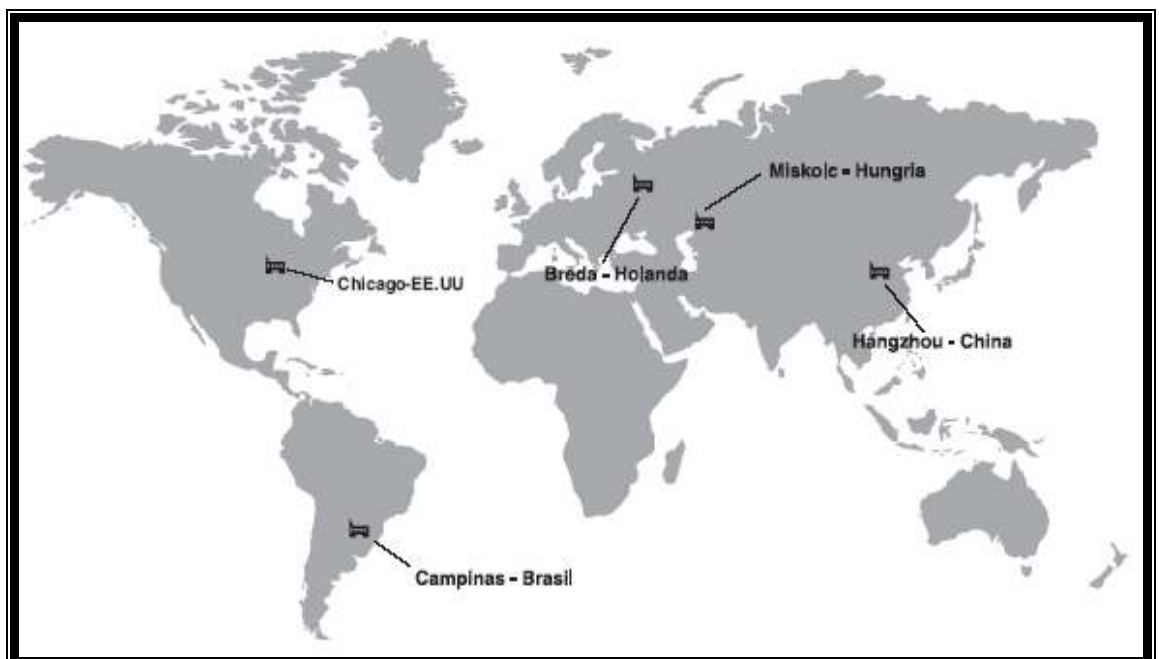 Miskolc - Hungria
Breda - Holanda
Chicago-EE.UU
Hangzhou - China
Campinas - Brasil